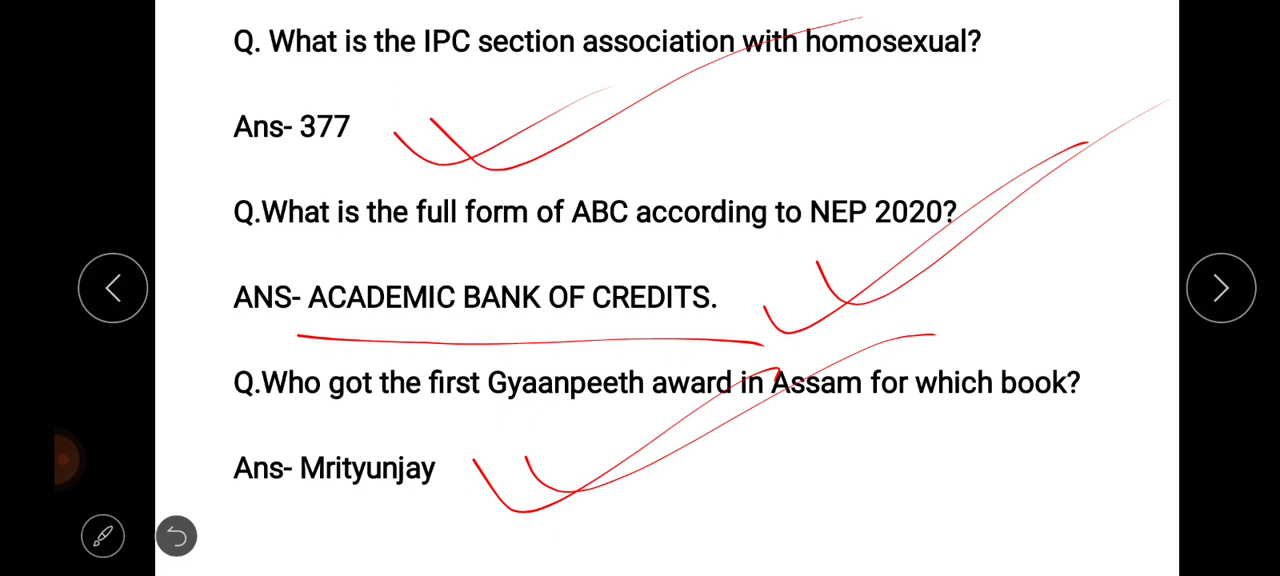 Q. What is the IPC section association with homosexual?
Ans- 377
Q.What is the full form of ABC according to NEP 2020?
ANS- ACADEMIC BANK OF CREDITS.
Q.Who got the first Gyaanpeeth award in Assam for which book?
Ans- Mrityunjay